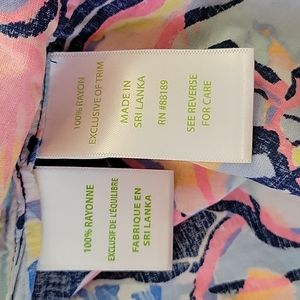 100% RAYON
EXCLUSIVE OF TRIM
MADE IN
SRI LANKA
RN #88189
SEE REVERSE
FOR CARE
100% RAYONNE
EXCLUSIF DE L'ÉQUILIBRE
FABRIQUE EN
SRI LANKA